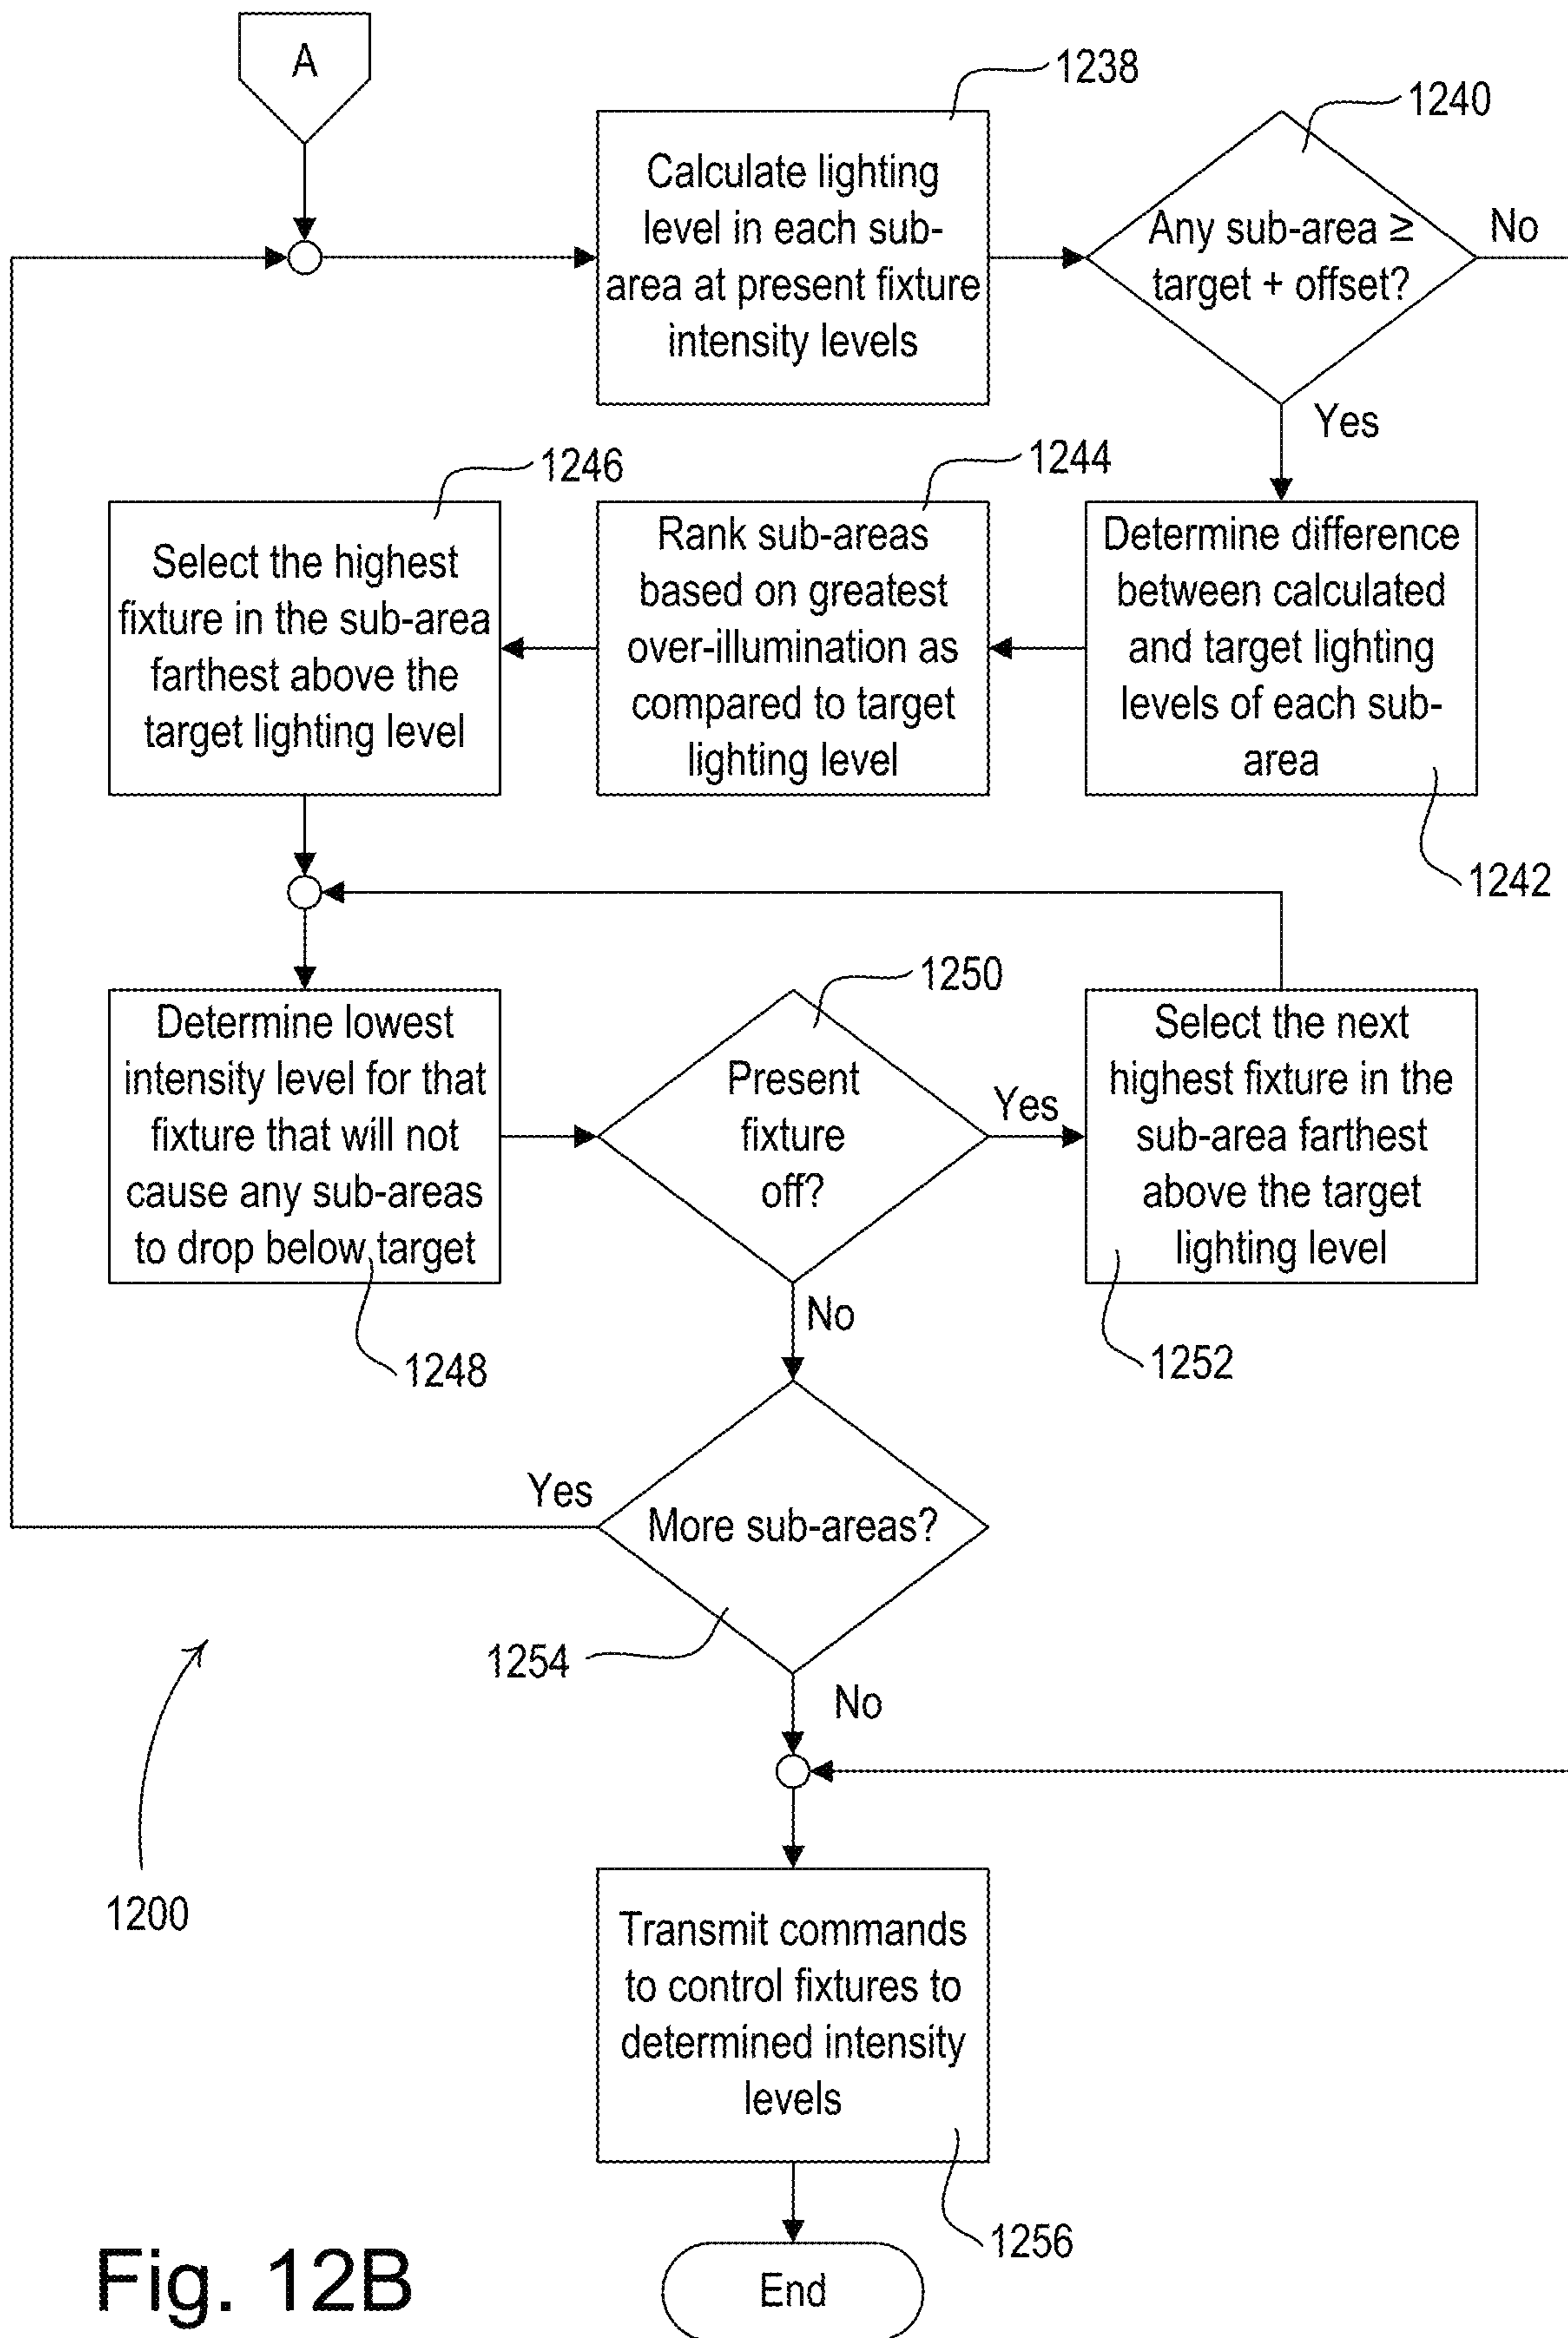 A
1238
Calculate lighting
level in each sub-
area at present fixture
intensity levels
1240
Any sub-area ≥
target + offset?
No
Yes
1246
Select the highest
fixture in the sub-area
farthest above the
target lighting level
1244
Rank sub-areas
based on greatest
over-illumination as
compared to target
lighting level
Determine difference
between calculated
and target lighting
levels of each sub-
area
1242
Determine lowest
intensity level for that
fixture that will not
cause any sub-areas
to drop below target
1248
1250
Present
fixture
off?
Yes
No
Select the next
highest fixture in the
sub-area farthest
above the target
lighting level
1252
Yes
More sub-areas?
1254
No
1200
Transmit commands
to control fixtures to
determined intensity
levels
1256
End
Fig. 12B